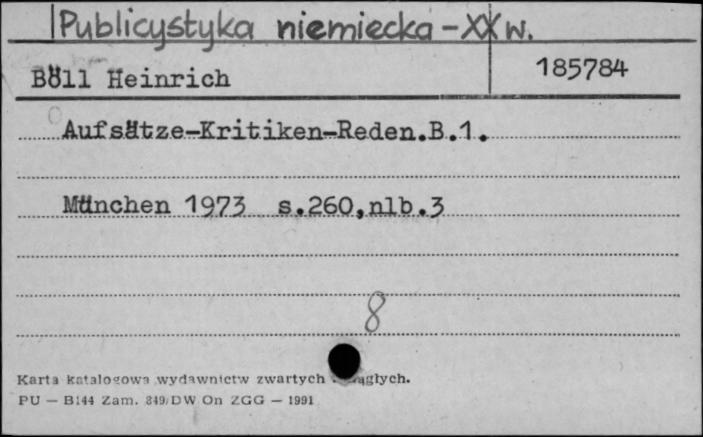 Publicystyka niemiecka - XX w.
Böll Heinrich 185784
Aufsätze-Kritiken-Reden.B.1.
München 1973 s.260,nlb.3
8
Karta katalogowa wydawnictw zwartych ciągłych.
PU — B144 Zam. 849/DW On ZGG — 1991